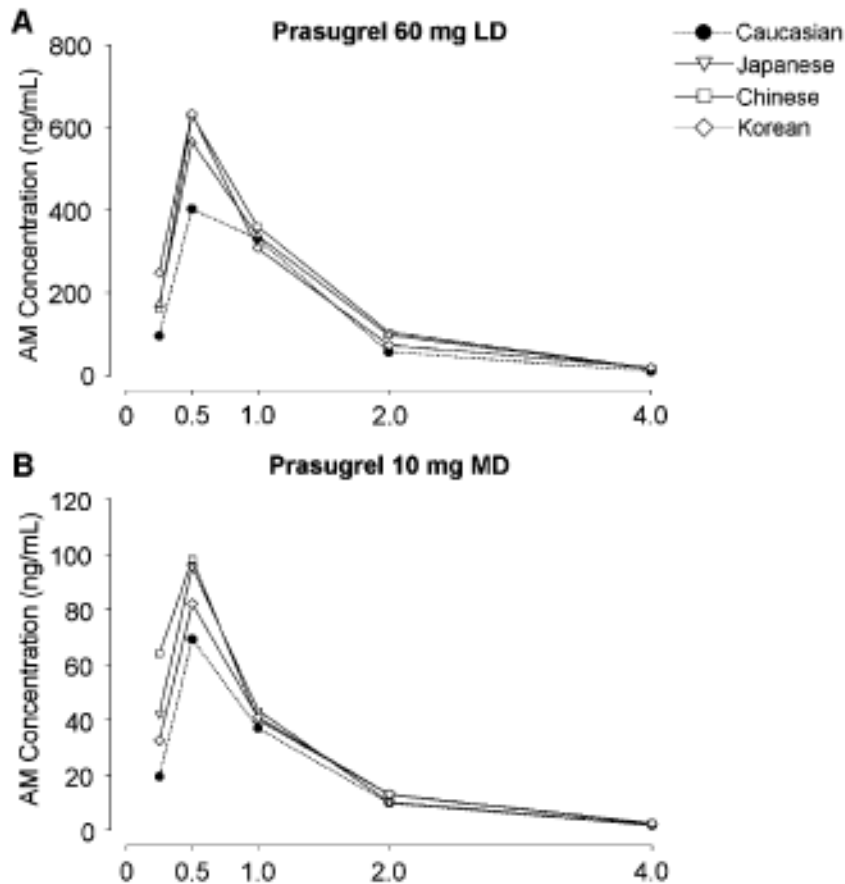 A
Prasugrel 60 mg LD
Caucasian
Japanese
Chinese
Korean
AM Concentration (ng/mL)
800
600
400
200
0
0 0.5 1.0 2.0 4.0
B
Prasugrel 10 mg MD
AM Concentration (ng/mL)
120
100
80
60
40
20
0
0 0.5 1.0 2.0 4.0